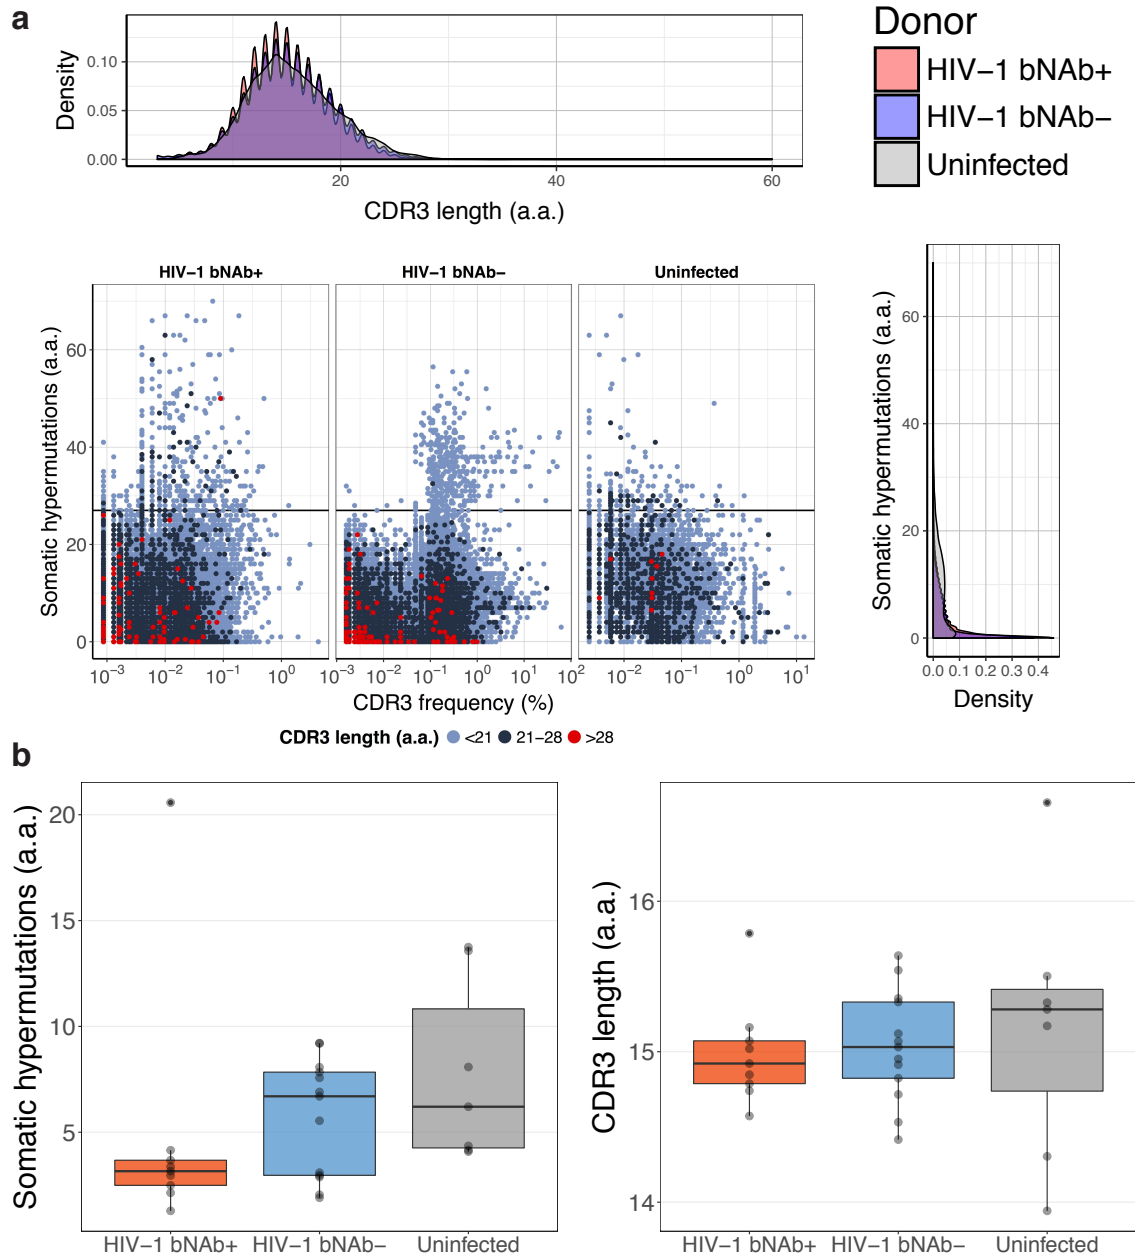 a
Density
0.10
0.05
0.00
20
40
60
CDR3 length (a.a.)
Donor
HIV−1 bNAb+
HIV−1 bNAb−
Uninfected
HIV−1 bNAb+
HIV−1 bNAb−
Uninfected
Somatic hypermutations (a.a.)
60
40
20
0
10−3
10−2
10−1
100
10−3
10−2
10−1
100
102
10−2
10−1
100
101
CDR3 frequency (%)
CDR3 length (a.a.)
<21
21−28
>28
Somatic hypermutations (a.a.)
60
40
20
0
0.0
0.1
0.2
0.3
0.4
Density
b
Somatic hypermutations (a.a.)
20
15
10
5
HIV−1 bNAb+
HIV−1 bNAb−
Uninfected
CDR3 length (a.a.)
16
15
14
HIV−1 bNAb+
HIV−1 bNAb−
Uninfected